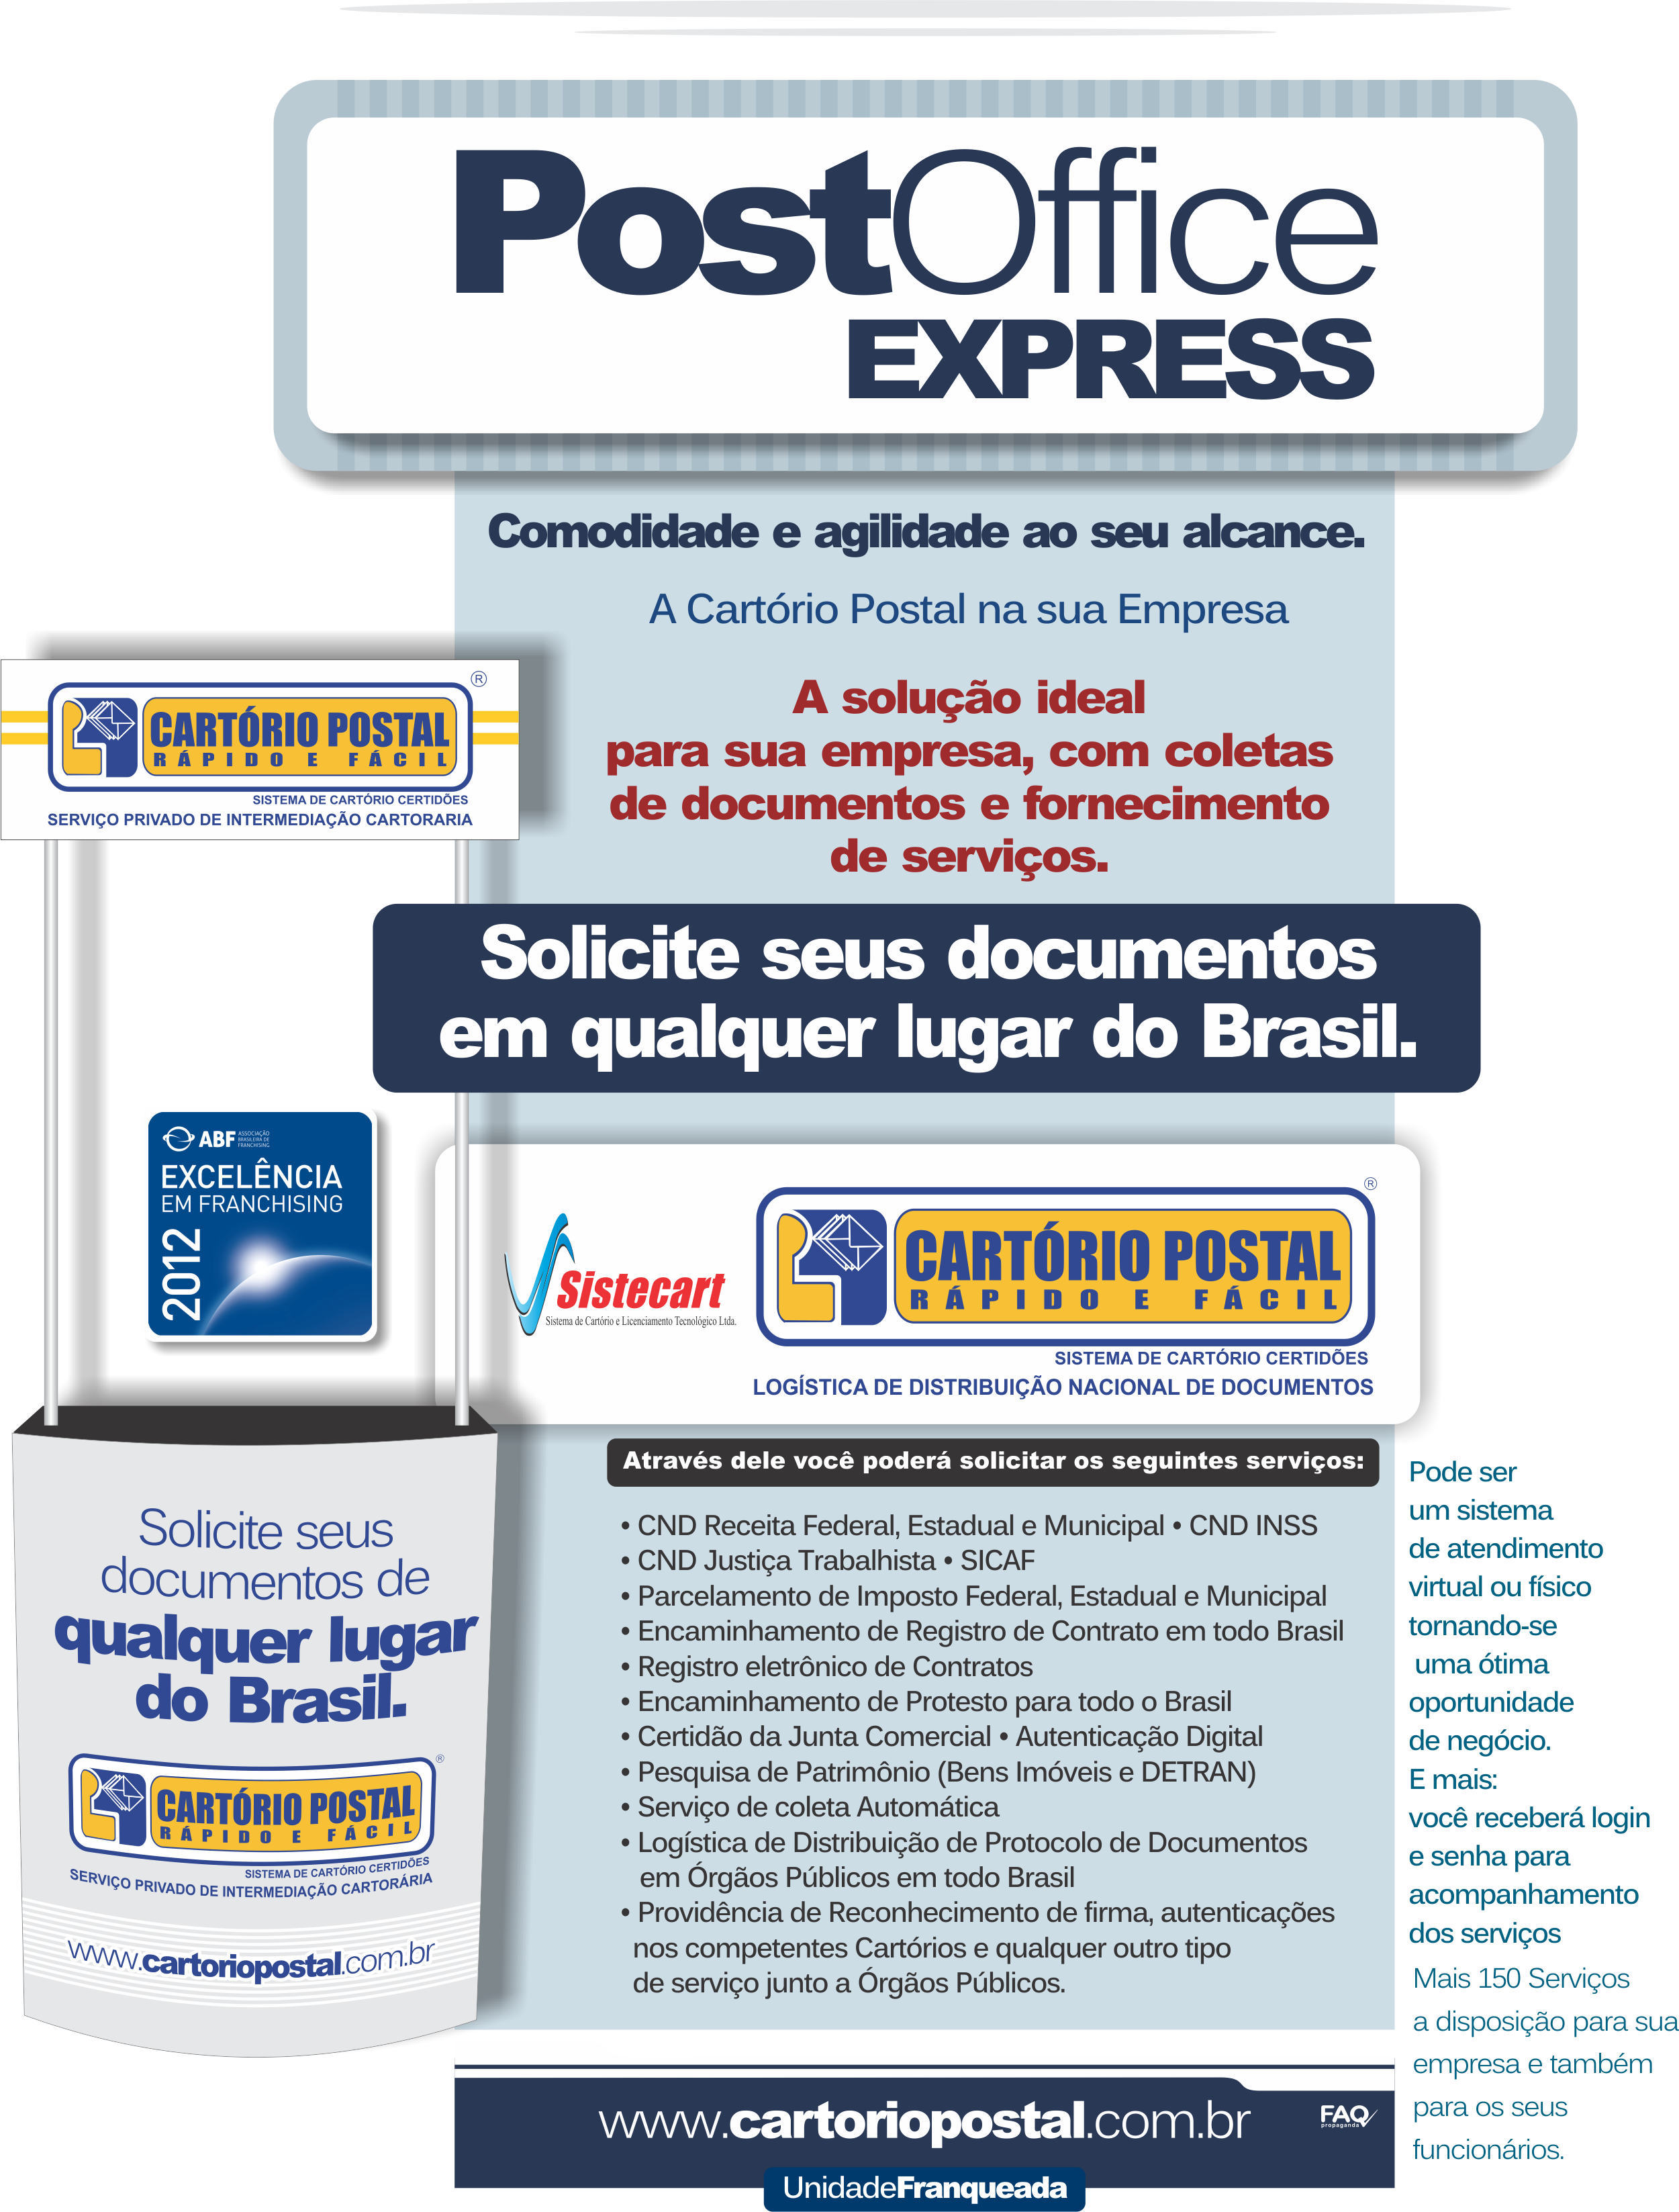 PostOffice
EXPRESS
Comodidade e agilidade ao seu alcance.
A Cartório Postal na sua Empresa
A solução ideal
para sua empresa, com coletas
de documentos e fornecimento
de serviços.
®
CARTÓRIO POSTAL
RÁPIDO E FÁCIL
SISTEMA DE CARTÓRIO CERTIDÕES
SERVIÇO PRIVADO DE INTERMEDIAÇÃO CARTORARIA
Solicite seus documentos
em qualquer lugar do Brasil.
ABF ASSOCIAÇÃO
BRASILEIRA DE
FRANCHISING
EXCELÊNCIA
EM FRANCHISING
2012
Sistecart
Sistema de Cartório e Licenciamento Tecnológico Ltda.
®
CARTÓRIO POSTAL
RÁPIDO E FÁCIL
SISTEMA DE CARTÓRIO CERTIDÕES
LOGÍSTICA DE DISTRIBUIÇÃO NACIONAL DE DOCUMENTOS
Através dele você poderá solicitar os seguintes serviços:
• CND Receita Federal, Estadual e Municipal • CND INSS
• CND Justiça Trabalhista • SICAF
• Parcelamento de Imposto Federal, Estadual e Municipal
• Encaminhamento de Registro de Contrato em todo Brasil
• Registro eletrônico de Contratos
• Encaminhamento de Protesto para todo o Brasil
• Certidão da Junta Comercial • Autenticação Digital
• Pesquisa de Patrimônio (Bens Imóveis e DETRAN)
• Serviço de coleta Automática
• Logística de Distribuição de Protocolo de Documentos
em Órgãos Públicos em todo Brasil
• Providência de Reconhecimento de firma, autenticações
nos competentes Cartórios e qualquer outro tipo
de serviço junto a Órgãos Públicos.
Pode ser
um sistema
de atendimento
virtual ou físico
tornando-se
uma ótima
oportunidade
de negócio.
E mais:
você receberá login
e senha para
acompanhamento
dos serviços
Mais 150 Serviços
a disposição para sua
empresa e também
para os seus
funcionários.
Solicite seus
documentos de
qualquer lugar
do Brasil.
®
CARTÓRIO POSTAL
RÁPIDO E FÁCIL
SISTEMA DE CARTÓRIO CERTIDÕES
SERVIÇO PRIVADO DE INTERMEDIAÇÃO CARTORÁRIA
www.cartoriopostal.com.br
www.cartoriopostal.com.br
FAQ
propaganda
UnidadeFranqueada